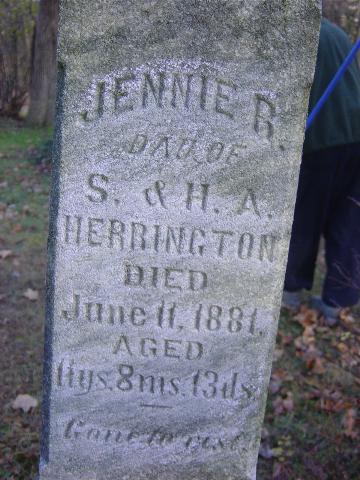 JENNIE R.
DAU. OF
S. & H. A.
HERRINGTON
DIED
June 11, 1881.
AGED
11ys. 8ms. 13ds.
Gone to rest.